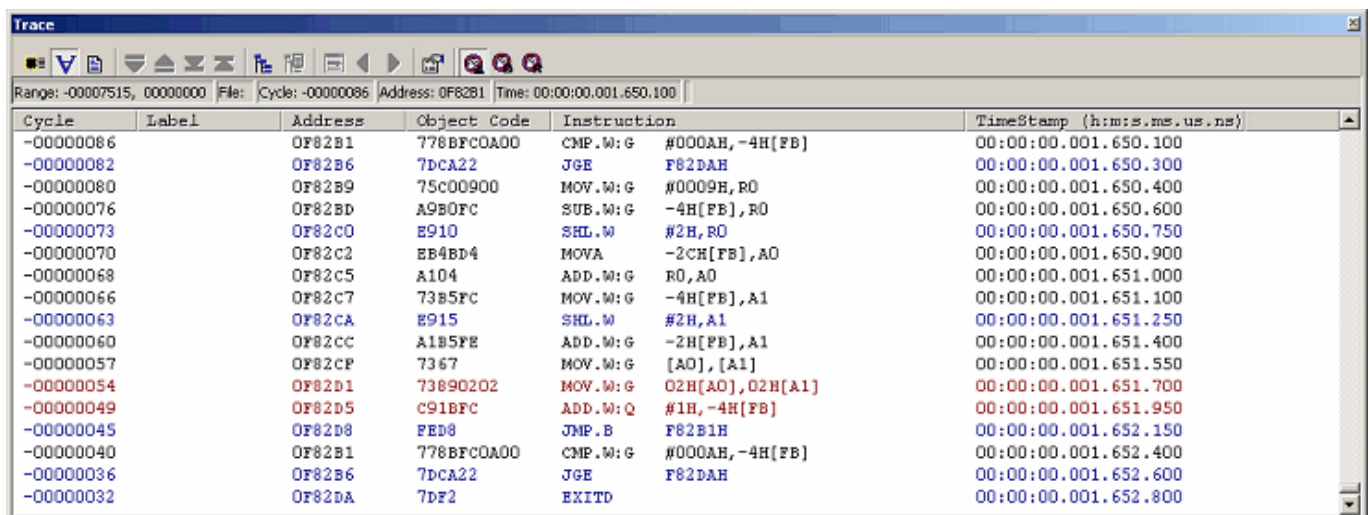 Trace
Range: -00007515, 00000000 File: Cycle: -00000086 Address: 0F82B1 Time: 00:00:00.001.650.100
Cycle Label Address Object Code Instruction TimeStamp (h:m:s.ms.us.ns)
-00000086 0F82B1 778BFC0A00 CMP.W:G #000AH,-4H[FB] 00:00:00.001.650.100
-00000082 0F82B6 7DCA22 JGE F82DAH 00:00:00.001.650.300
-00000080 0F82B9 75C00900 MOV.W:G #0009H,R0 00:00:00.001.650.400
-00000076 0F82BD A9B0FC SUB.W:G -4H[FB],R0 00:00:00.001.650.600
-00000073 0F82C0 E910 SHL.W #2H,R0 00:00:00.001.650.750
-00000070 0F82C2 EB4BD4 MOVA -2CH[FB],A0 00:00:00.001.650.900
-00000068 0F82C5 A104 ADD.W:G R0,A0 00:00:00.001.651.000
-00000066 0F82C7 73B5FC MOV.W:G -4H[FB],A1 00:00:00.001.651.100
-00000063 0F82CA E915 SHL.W #2H,A1 00:00:00.001.651.250
-00000060 0F82CC A1B5FE ADD.W:G -2H[FB],A1 00:00:00.001.651.400
-00000057 0F82CF 7367 MOV.W:G [A0],[A1] 00:00:00.001.651.550
-00000054 0F82D1 73890202 MOV.W:G 02H[A0],02H[A1] 00:00:00.001.651.700
-00000049 0F82D5 C91BFC ADD.W:Q #1H,-4H[FB] 00:00:00.001.651.950
-00000045 0F82D8 FED8 JMP.B F82B1H 00:00:00.001.652.150
-00000040 0F82B1 778BFC0A00 CMP.W:G #000AH,-4H[FB] 00:00:00.001.652.400
-00000036 0F82B6 7DCA22 JGE F82DAH 00:00:00.001.652.600
-00000032 0F82DA 7DF2 EXITD 00:00:00.001.652.800